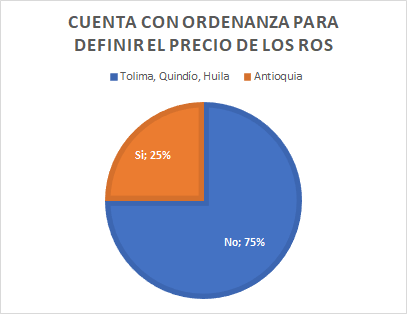 CUENTA CON ORDENANZA PARA
DEFINIR EL PRECIO DE LOS ROS
Tolima, Quindío, Huila
Antioquia
Si; 25%
No; 75%